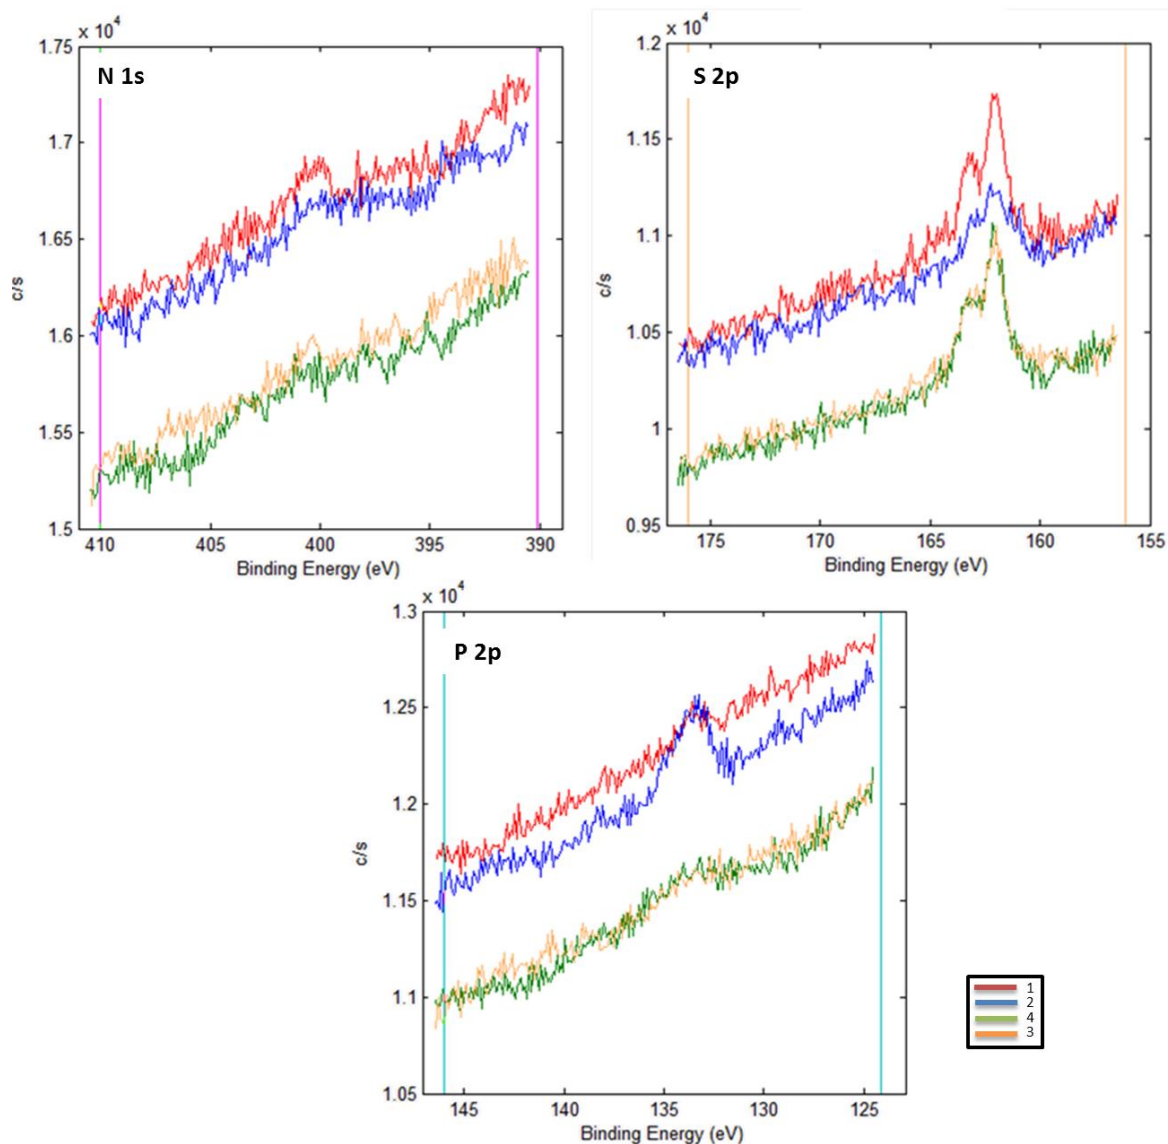 x 10⁴
1.75
1.7
1.65
1.6
1.55
1.5
c/s
N 1s
410 405 400 395 390
Binding Energy (eV)
x 10⁴
1.2
1.15
1.1
1.05
1
0.95
c/s
S 2p
175 170 165 160 155
Binding Energy (eV)
x 10⁴
1.3
1.25
1.2
1.15
1.1
1.05
c/s
P 2p
145 140 135 130 125
Binding Energy (eV)
1
2
4
3